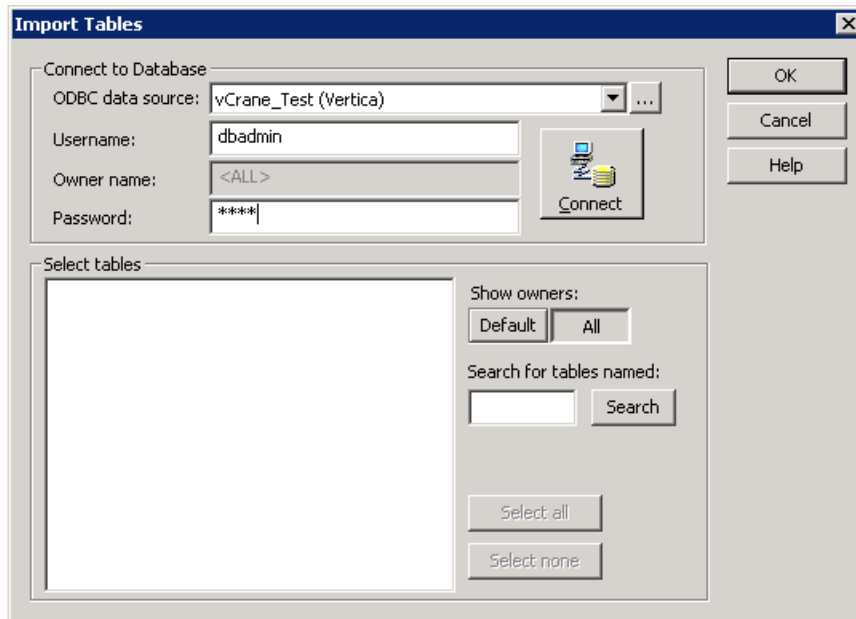 Import Tables
Connect to Database
ODBC data source: vCrane_Test (Vertica) ...
Username: dbadmin
Owner name: <ALL>
Password: ****
Connect
OK
Cancel
Help
Select tables
Show owners:
Default All
Search for tables named:
Search
Select all
Select none